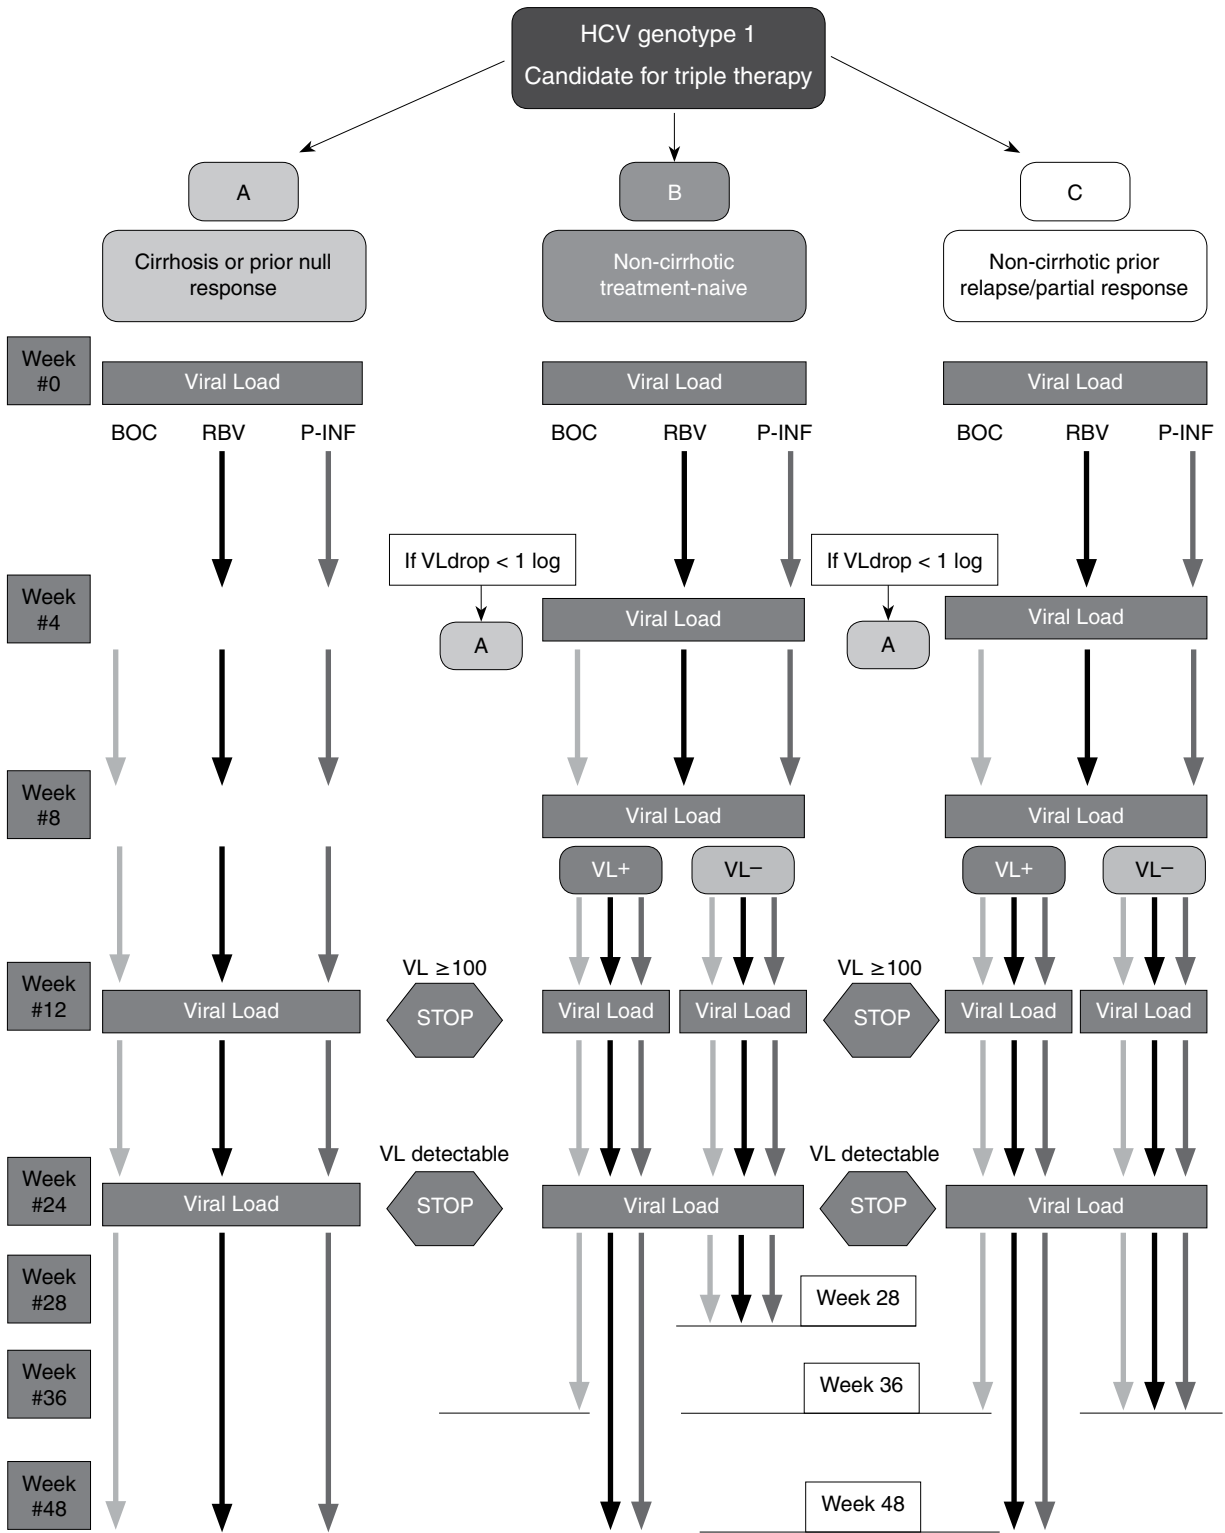 HCV genotype 1
Candidate for triple therapy
A
B
C
Cirrhosis or prior null
response
Non-cirrhotic
treatment-naive
Non-cirrhotic prior
relapse/partial response
Week
#0
Viral Load
Viral Load
Viral Load
BOC RBV P-INF
BOC RBV P-INF
BOC RBV P-INF
If VLdrop < 1 log
If VLdrop < 1 log
Week
#4
Viral Load
Viral Load
A
A
Week
#8
Viral Load
Viral Load
VL+
VL–
VL+
VL–
VL ≥100
VL ≥100
Week
#12
Viral Load
STOP
Viral Load
Viral Load
STOP
Viral Load
Viral Load
VL detectable
VL detectable
Week
#24
Viral Load
STOP
Viral Load
STOP
Viral Load
Week
#28
Week 28
Week
#36
Week 36
Week
#48
Week 48